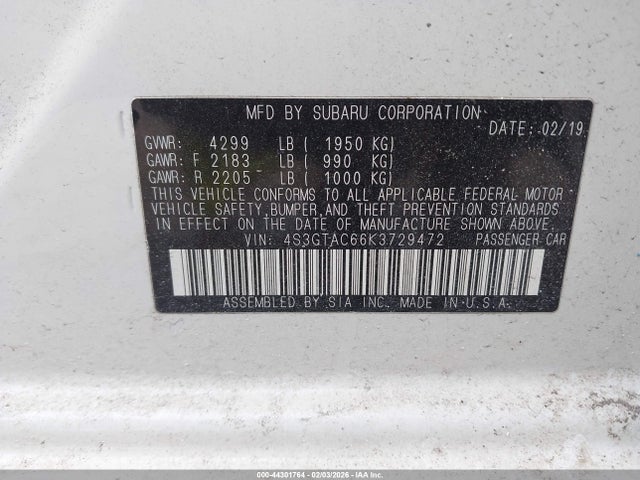 MFD BY SUBARU CORPORATION
DATE: 02/19
GVWR: 4299 LB ( 1950 KG)
GAWR: F 2183 LB ( 990 KG)
GAWR: R 2205 LB ( 1000 KG)
THIS VEHICLE CONFORMS TO ALL APPLICABLE FEDERAL MOTOR
VEHICLE SAFETY, BUMPER, AND THEFT PREVENTION STANDARDS
IN EFFECT ON THE DATE OF MANUFACTURE SHOWN ABOVE.
VIN: 4S3GTAC66K3729472 PASSENGER CAR
ASSEMBLED BY SIA INC. MADE IN U.S.A.
000-44301764 - 02/03/2026 - IAAI.COM